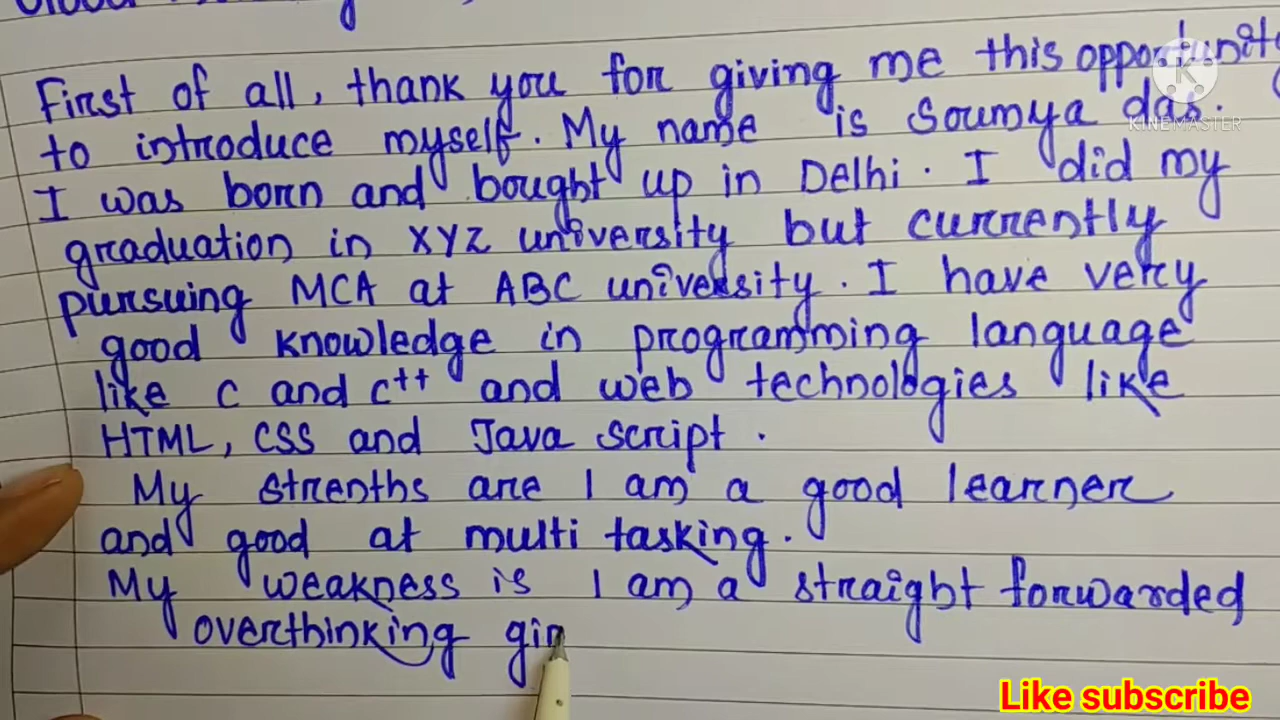 First of all, thank you for giving me this opportunity
to introduce myself. My name is Soumya das.
I was born and bought up in Delhi. I did my
graduation in XYZ university but currently
pursuing MCA at ABC university. I have very
good knowledge in programming language
like C and C++ and web technologies like
HTML, CSS and Java script.
My strenths are I am a good learner
and good at multi tasking.
My weakness is I am a straight forwarded
overthinking gir
KINEMASTER
Like subscribe